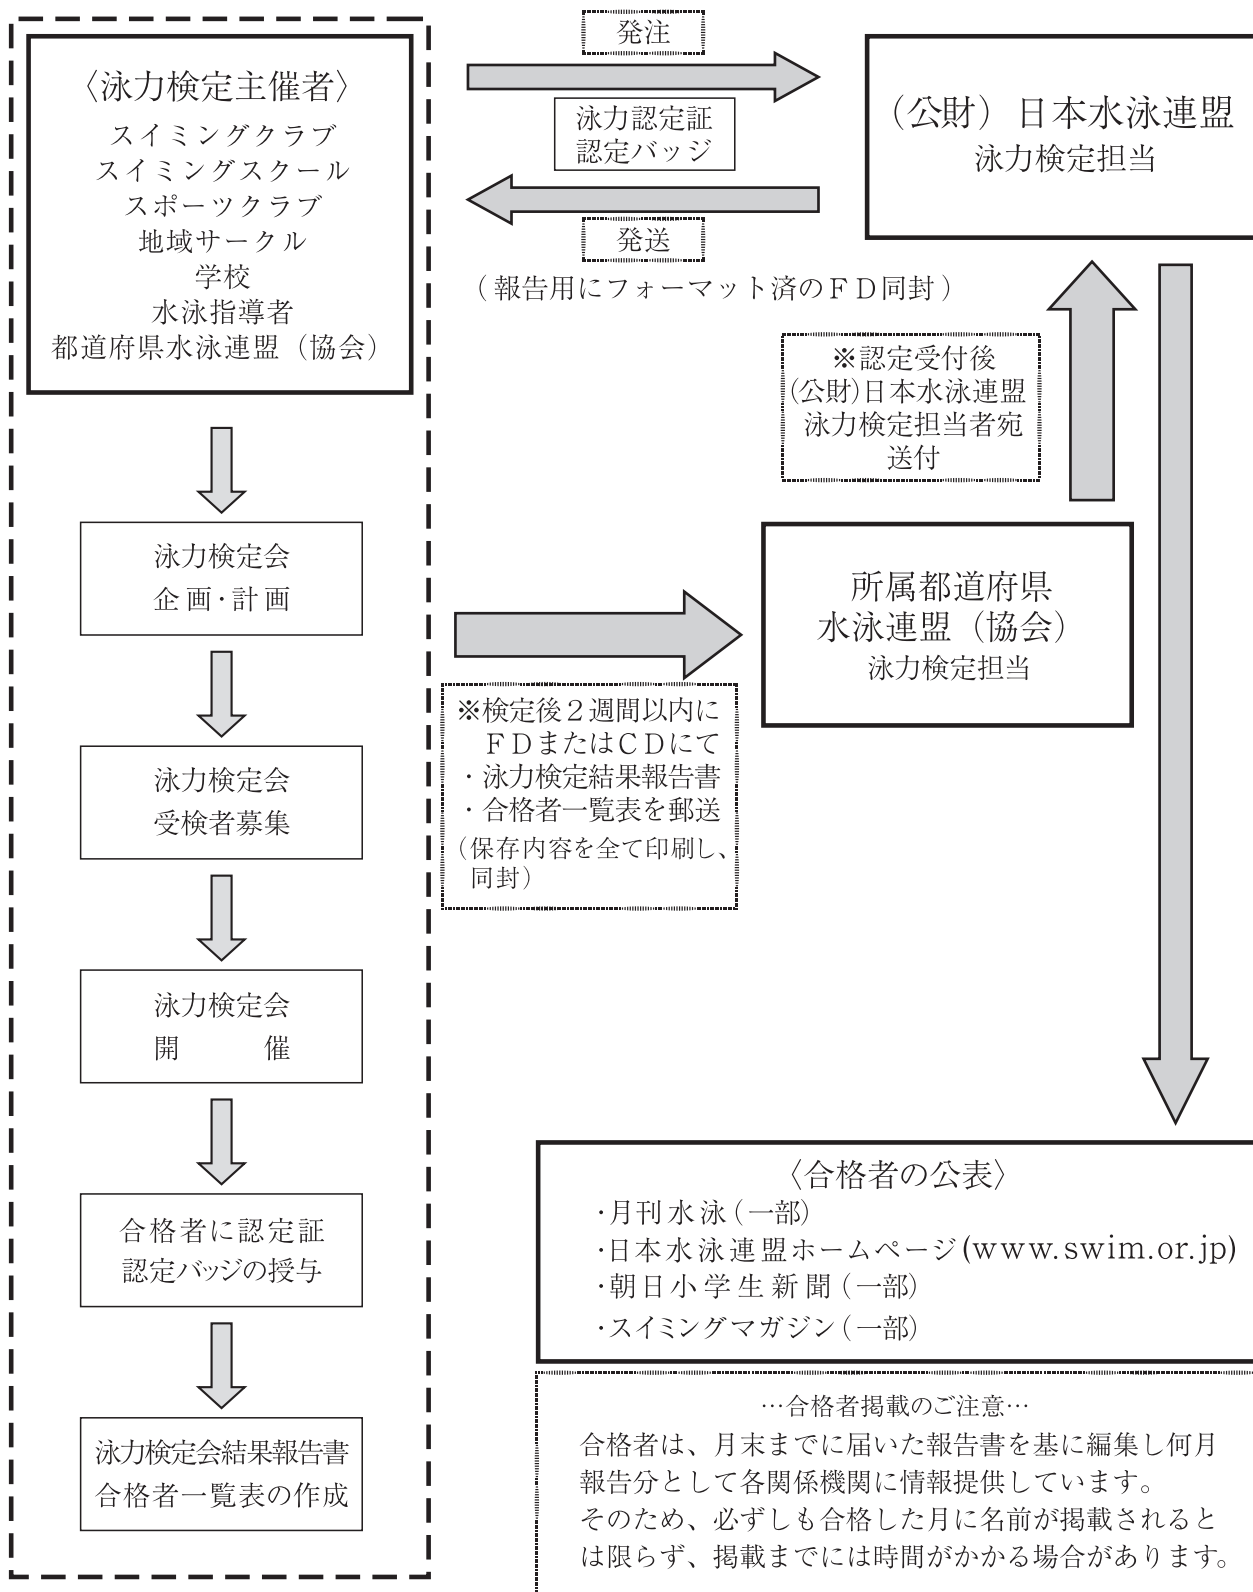 〈泳力検定主催者〉
スイミングクラブ
スイミングスクール
スポーツクラブ
地域サークル
学校
水泳指導者
都道府県水泳連盟（協会）
発注
泳力認定証
認定バッジ
発送
（報告用にフォーマット済のＦＤ同封）
（公財）日本水泳連盟
泳力検定担当
※認定受付後
(公財)日本水泳連盟
泳力検定担当者宛
送付
泳力検定会
企画・計画
所属都道府県
水泳連盟（協会）
泳力検定担当
※検定後２週間以内に
ＦＤまたはＣＤにて
・泳力検定結果報告書
・合格者一覧表を郵送
（保存内容を全て印刷し、
同封）
泳力検定会
受検者募集
泳力検定会
開　　　催
合格者に認定証
認定バッジの授与
泳力検定会結果報告書
合格者一覧表の作成
〈合格者の公表〉
・月刊水泳（一部）
・日本水泳連盟ホームページ(www.swim.or.jp)
・朝日小学生新聞（一部）
・スイミングマガジン（一部）
…合格者掲載のご注意…
合格者は、月末までに届いた報告書を基に編集し何月
報告分として各関係機関に情報提供しています。
そのため、必ずしも合格した月に名前が掲載されると
は限らず、掲載までには時間がかかる場合があります。